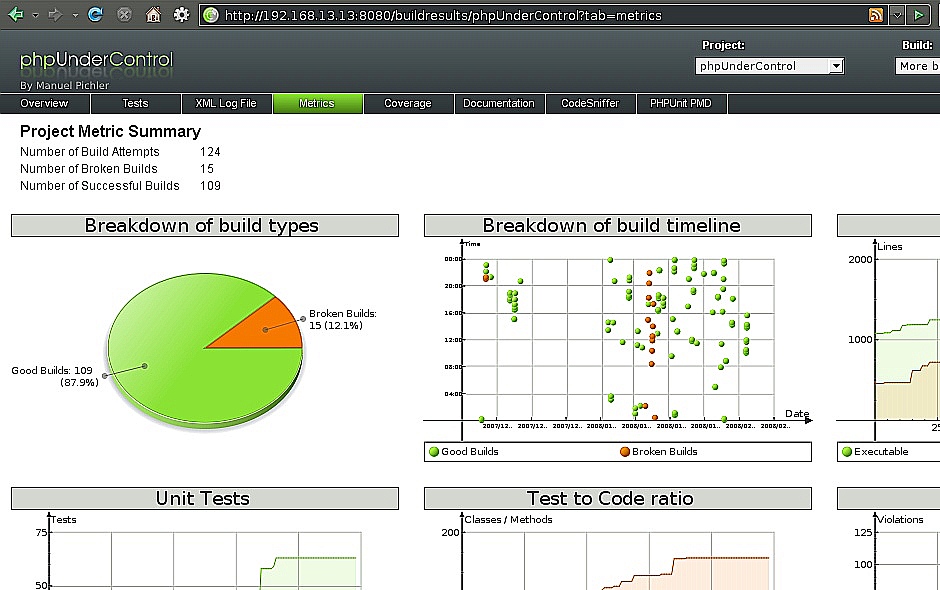 http://192.168.13.13:8080/buildresults/phpUnderControl?tab=metrics
phpUnderControl
By Manuel Pichler
Project:
Build:
phpUnderControl
More b
Overview
Tests
XML Log File
Metrics
Coverage
Documentation
CodeSniffer
PHPUnit PMD
Project Metric Summary
Number of Build Attempts 124
Number of Broken Builds 15
Number of Successful Builds 109
Breakdown of build types
Broken Builds:
15 (12.1%)
Good Builds: 109
(87.9%)
Breakdown of build timeline
Time
00:00
20:00
16:00
12:00
08:00
04:00
2007/12..
2007/12..
2007/12..
2008/01..
2008/01..
2008/01..
2008/01..
2008/02..
2008/02..
Date
Good Builds
Broken Builds
Lines
2000
1000
25
Executable
Unit Tests
Tests
75
50
Test to Code ratio
Classes / Methods
200
Violations
125
100